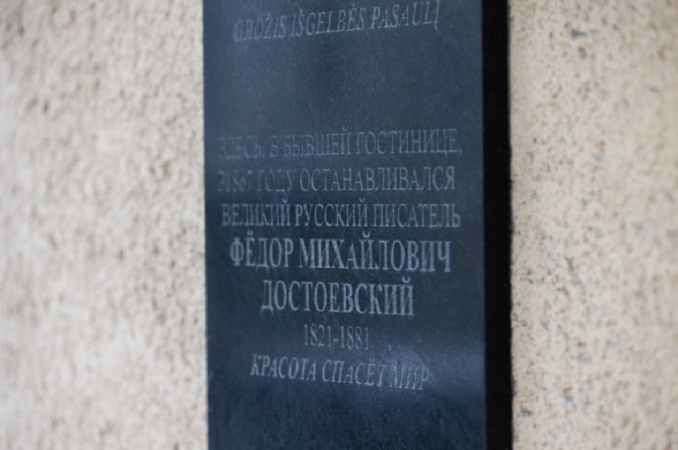 GROŽIS IŠGELBĖS PASAULĮ
ЗДЕСЬ, В БЫВШЕЙ ГОСТИНИЦЕ,
В 1867 ГОДУ ОСТАНАВЛИВАЛСЯ
ВЕЛИКИЙ РУССКИЙ ПИСАТЕЛЬ
ФЁДОР МИХАЙЛОВИЧ
ДОСТОЕВСКИЙ
1821-1881
КРАСОТА СПАСЁТ МИР